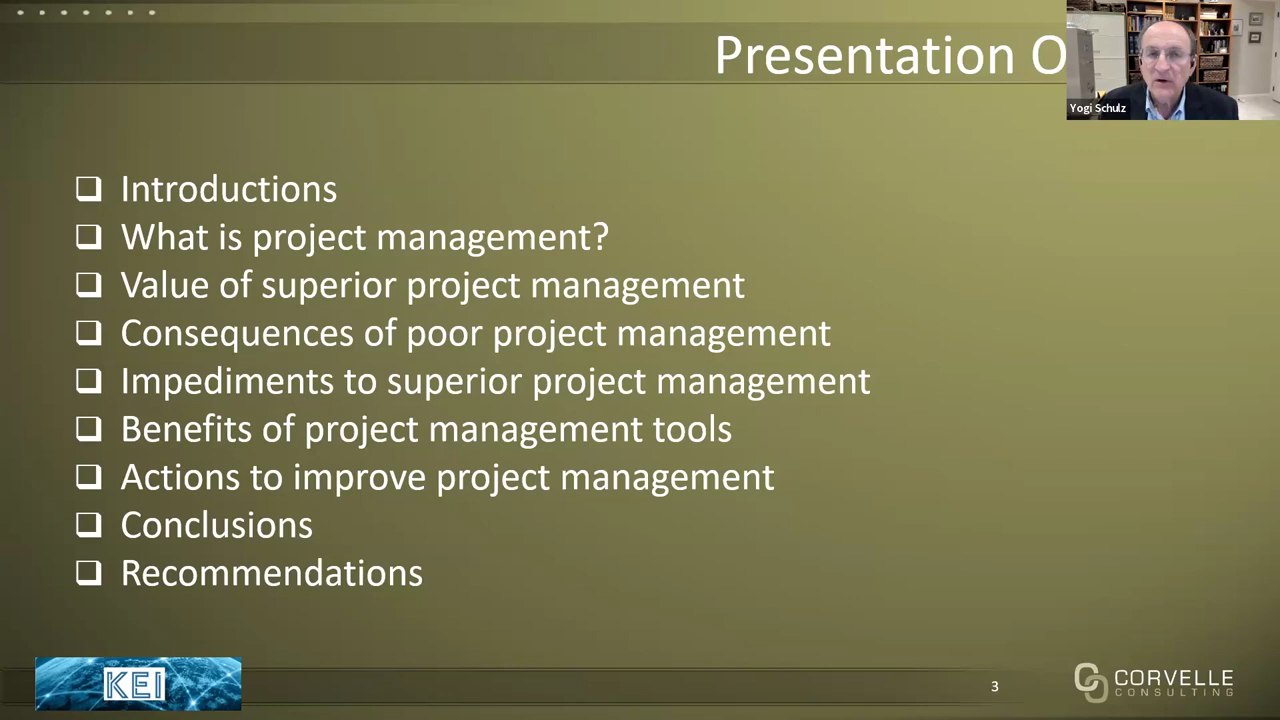 Presentation O
Yogi Schulz
❑ Introductions
❑ What is project management?
❑ Value of superior project management
❑ Consequences of poor project management
❑ Impediments to superior project management
❑ Benefits of project management tools
❑ Actions to improve project management
❑ Conclusions
❑ Recommendations
KEI
3
CORVELLE
CONSULTING